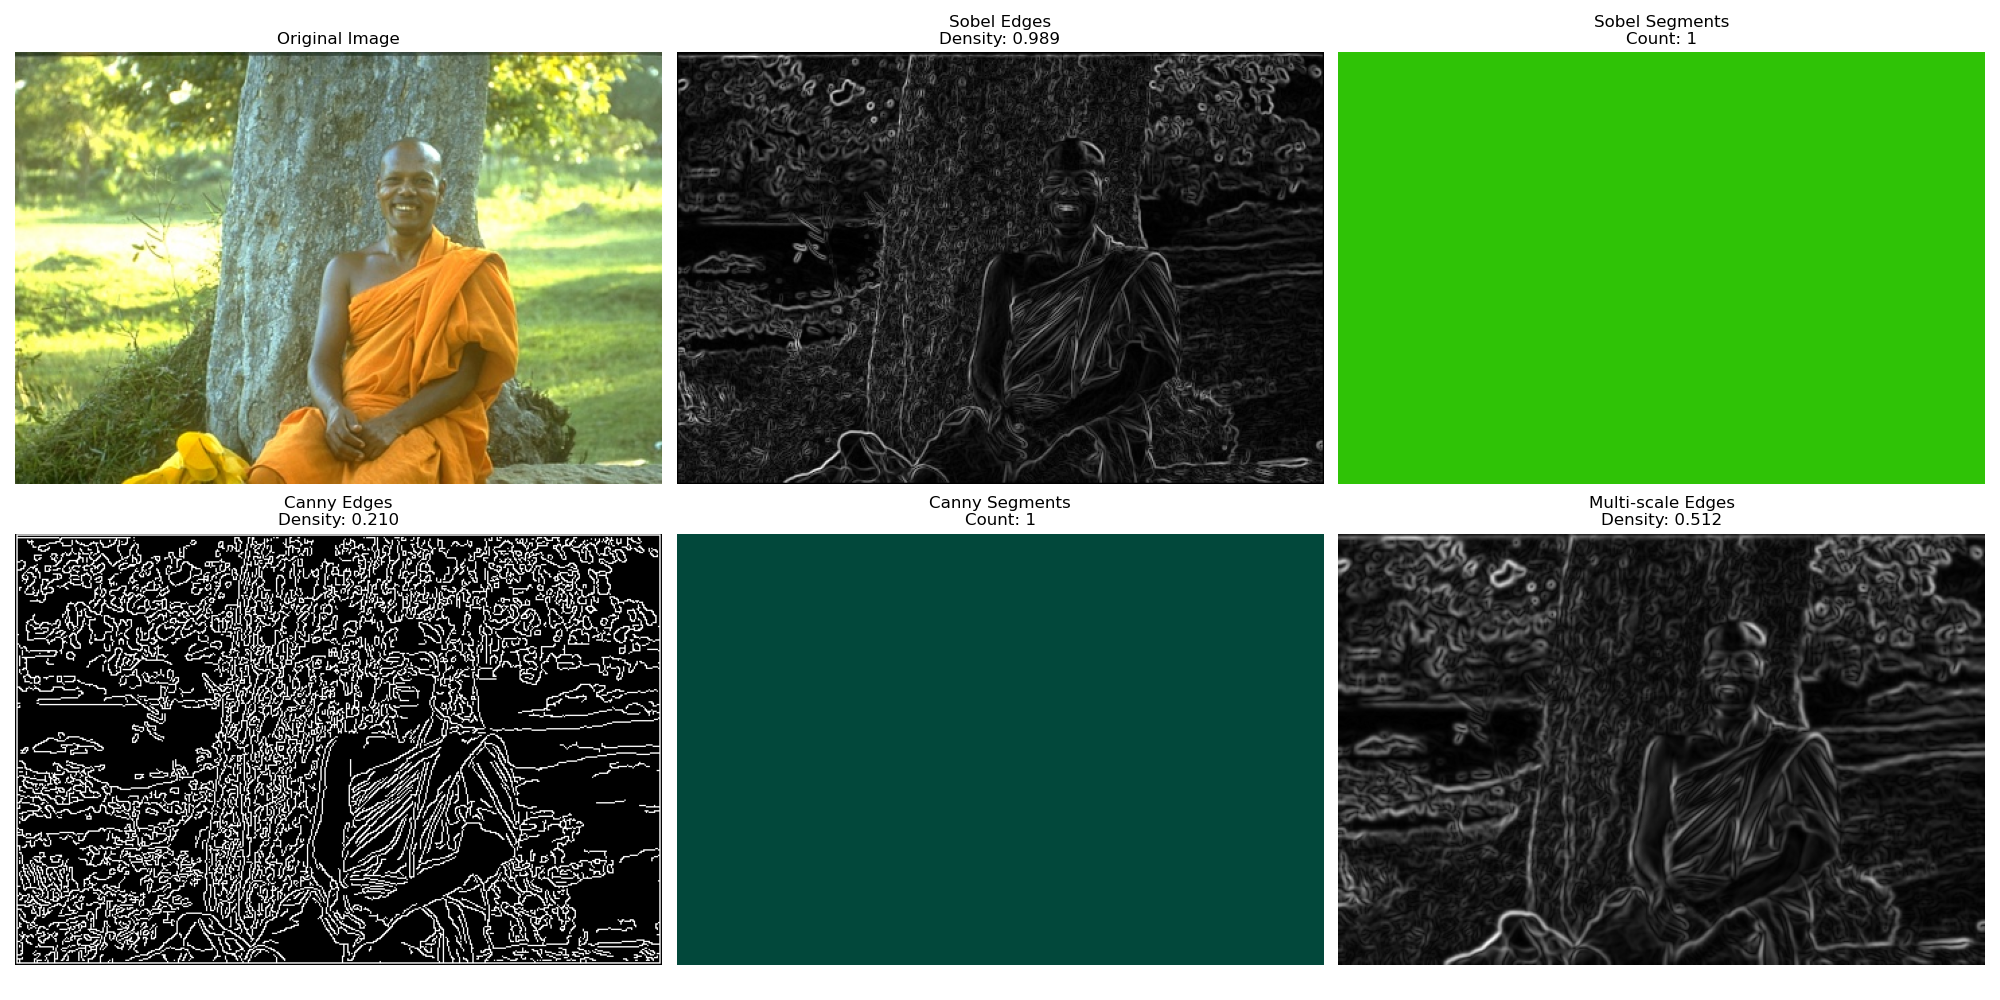 Original Image
Sobel Edges
Density: 0.989
Sobel Segments
Count: 1
Canny Edges
Density: 0.210
Canny Segments
Count: 1
Multi-scale Edges
Density: 0.512